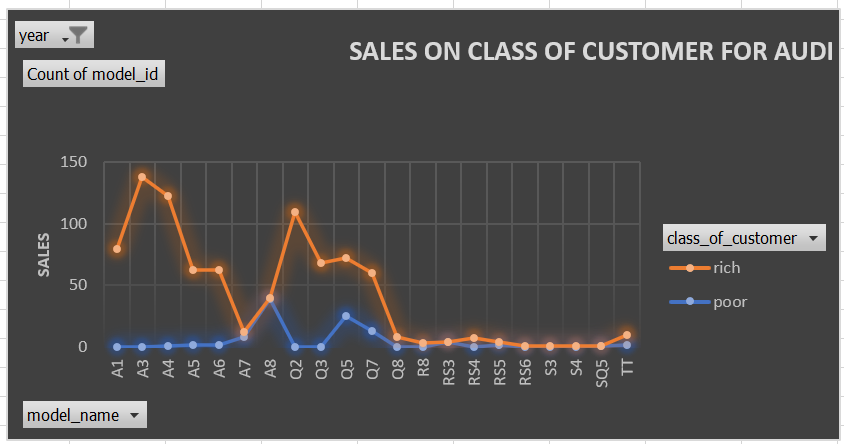 year
SALES ON CLASS OF CUSTOMER FOR AUDI
Count of model_id
150
100
50
0
SALES
A1 A3 A4 A5 A6 A7 A8 Q2 Q3 Q5 Q7 Q8 R8 RS3 RS4 RS5 RS6 S3 S4 SQ5 TT
class_of_customer
rich
poor
model_name